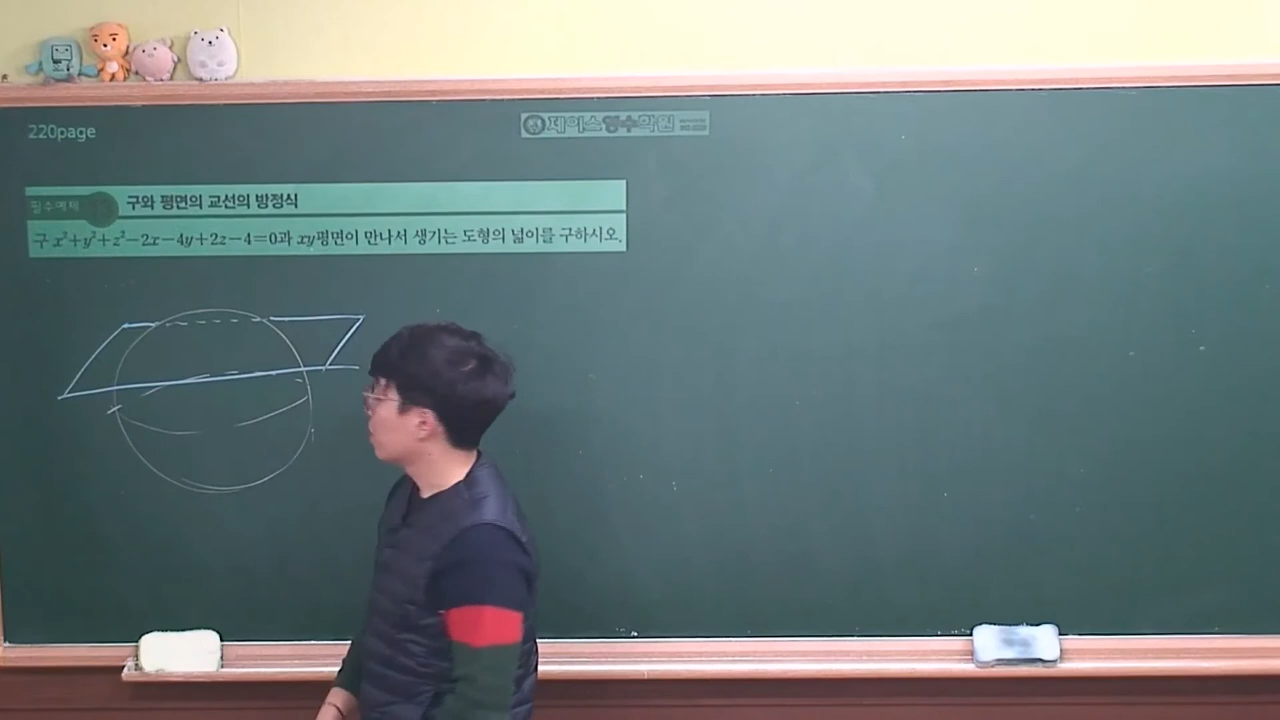 220page
제이스영수학원
필수예제 구와 평면의 교선의 방정식
구 x²+y²+z²−2x−4y+2z−4=0과 xy평면이 만나서 생기는 도형의 넓이를 구하시오.